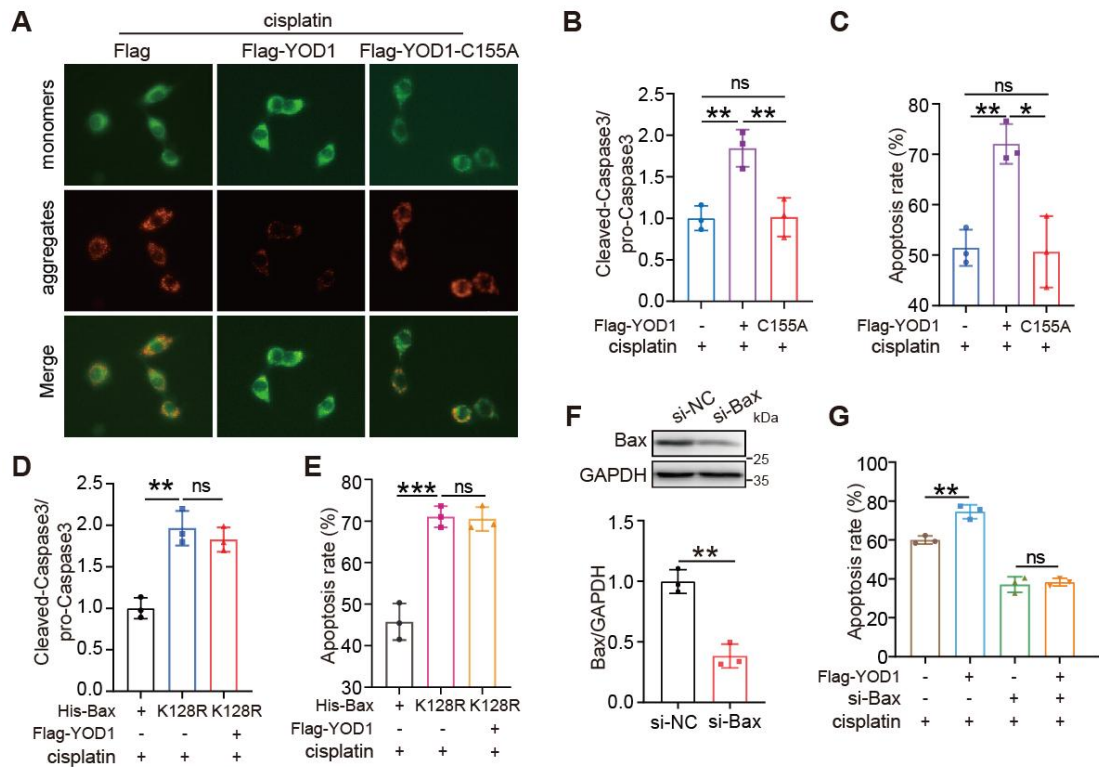 A
cisplatin
Flag Flag-YOD1 Flag-YOD1-C155A
monomers
aggregates
Merge
B
Cleaved-Caspase3/
pro-Caspase3
2.5
2.0
1.5
1.0
0.5
0.0
ns
** **
Flag-YOD1 - + C155A
cisplatin + + +
C
Apoptosis rate (%)
80
70
60
50
40
ns
** *
Flag-YOD1 - + C155A
cisplatin + + +
D
Cleaved-Caspase3/
pro-Caspase3
2.5
2.0
1.5
1.0
0.5
0.0
** ns
His-Bax + K128R K128R
Flag-YOD1 - - +
cisplatin + + +
E
Apoptosis rate (%)
80
70
60
50
40
30
*** ns
His-Bax + K128R K128R
Flag-YOD1 - - +
cisplatin + + +
F
si-NC si-Bax kDa
Bax
25
GAPDH
35
Bax/GAPDH
1.5
1.0
0.5
0.0
**
si-NC si-Bax
G
Apoptosis rate (%)
100
80
60
40
20
0
** ns
Flag-YOD1 - + - +
si-Bax - - + +
cisplatin + + + +